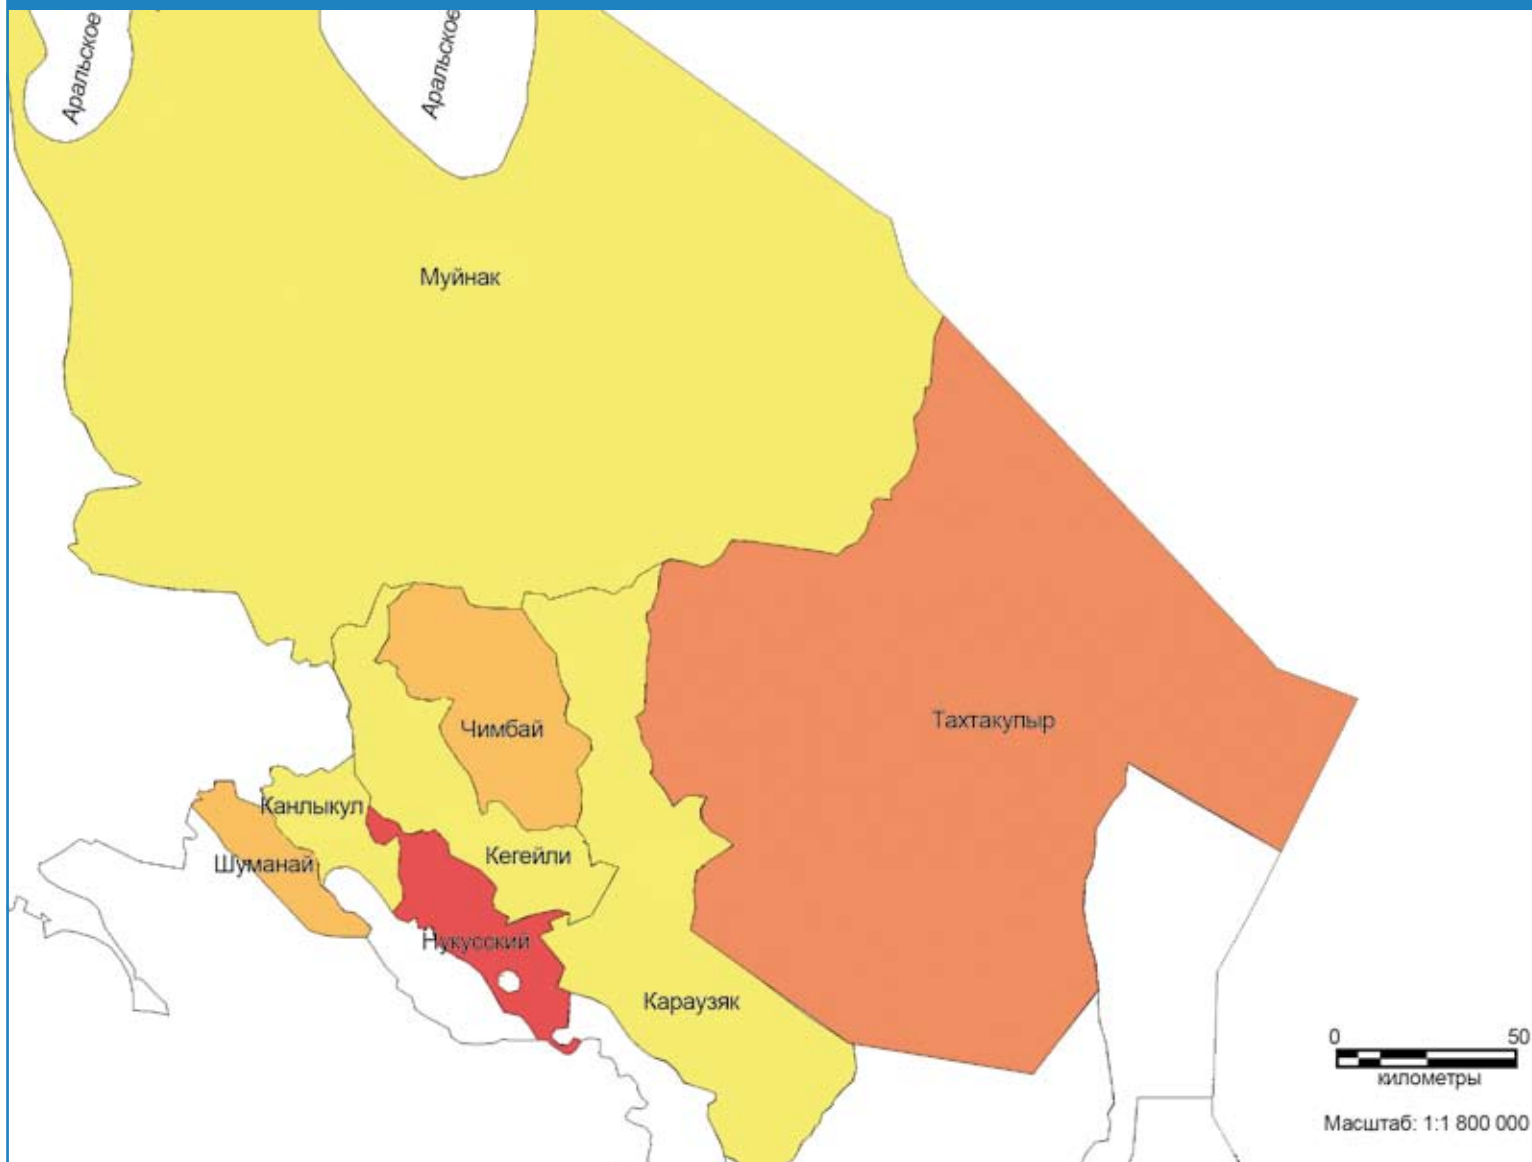 Аральское
Аральское
Муйнак
Тахтакупыр
Чимбай
Канлыкул
Кегейли
Шуманай
Нукусский
Караузяк
0 50
километры
Масштаб: 1:1 800 000